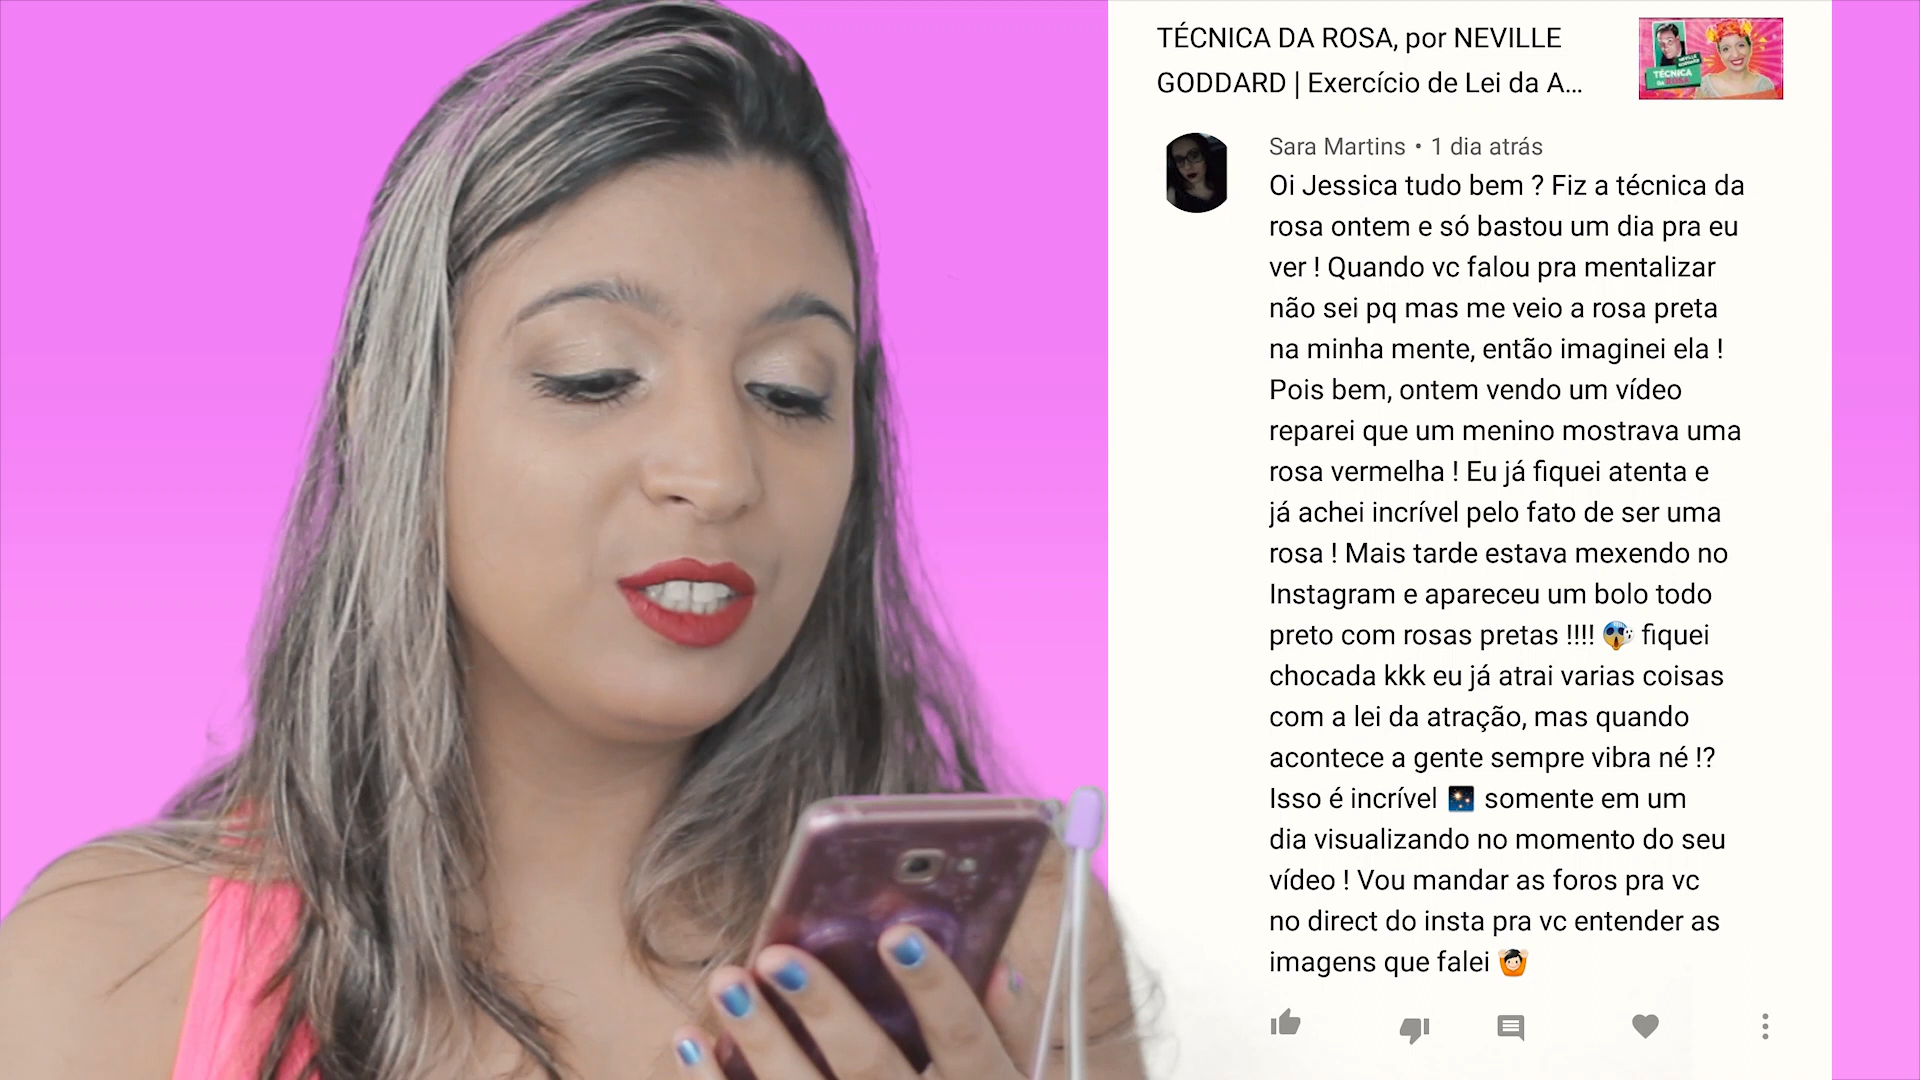 TÉCNICA DA ROSA, por NEVILLE
GODDARD | Exercício de Lei da A...
NEVILLE
GODDARD
TÉCNICA
DA ROSA
Sara Martins • 1 dia atrás
Oi Jessica tudo bem ? Fiz a técnica da
rosa ontem e só bastou um dia pra eu
ver ! Quando vc falou pra mentalizar
não sei pq mas me veio a rosa preta
na minha mente, então imaginei ela !
Pois bem, ontem vendo um vídeo
reparei que um menino mostrava uma
rosa vermelha ! Eu já fiquei atenta e
já achei incrível pelo fato de ser uma
rosa ! Mais tarde estava mexendo no
Instagram e apareceu um bolo todo
preto com rosas pretas !!!! 😱 fiquei
chocada kkk eu já atrai varias coisas
com a lei da atração, mas quando
acontece a gente sempre vibra né !?
Isso é incrível 🎇 somente em um
dia visualizando no momento do seu
vídeo ! Vou mandar as foros pra vc
no direct do insta pra vc entender as
imagens que falei 🙌🏻